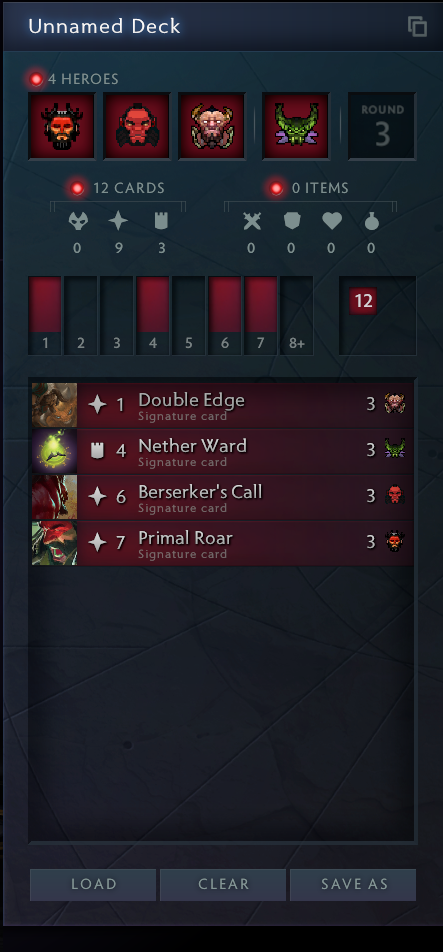 Unnamed Deck
4 HEROES
ROUND
3
12 CARDS
0 ITEMS
0 9 3
0 0 0 0
1 2 3 4 5 6 7 8+
12
1 Double Edge 3
Signature card
4 Nether Ward 3
Signature card
6 Berserker's Call 3
Signature card
7 Primal Roar 3
Signature card
LOAD CLEAR SAVE AS